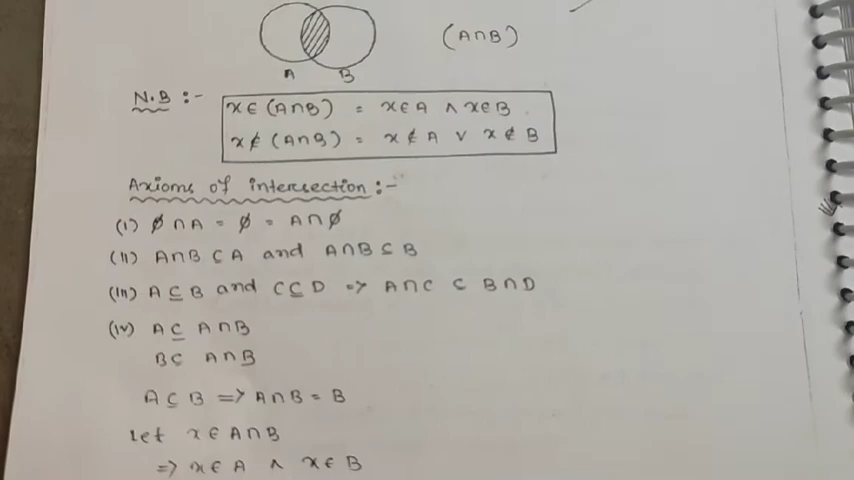 (A∩B)
A B
N.B :-
x∈ (A∩B) = x∈A ∧ x∈B
x∉ (A∩B) = x∉ A ∨ x∉ B
Axioms of intersection :-
(i) ∅ ∩ A = ∅ = A ∩ ∅
(ii) A∩B ⊂ A and A∩B ⊆ B
(iii) A ⊆ B and C ⊆ D => A∩C ⊂ B∩D
(iv) A ⊆ A∩B
B ⊂ A∩B
A ⊂ B => A∩B = B
Let x ∈ A∩B
=> x∈ A ∧ x∈ B